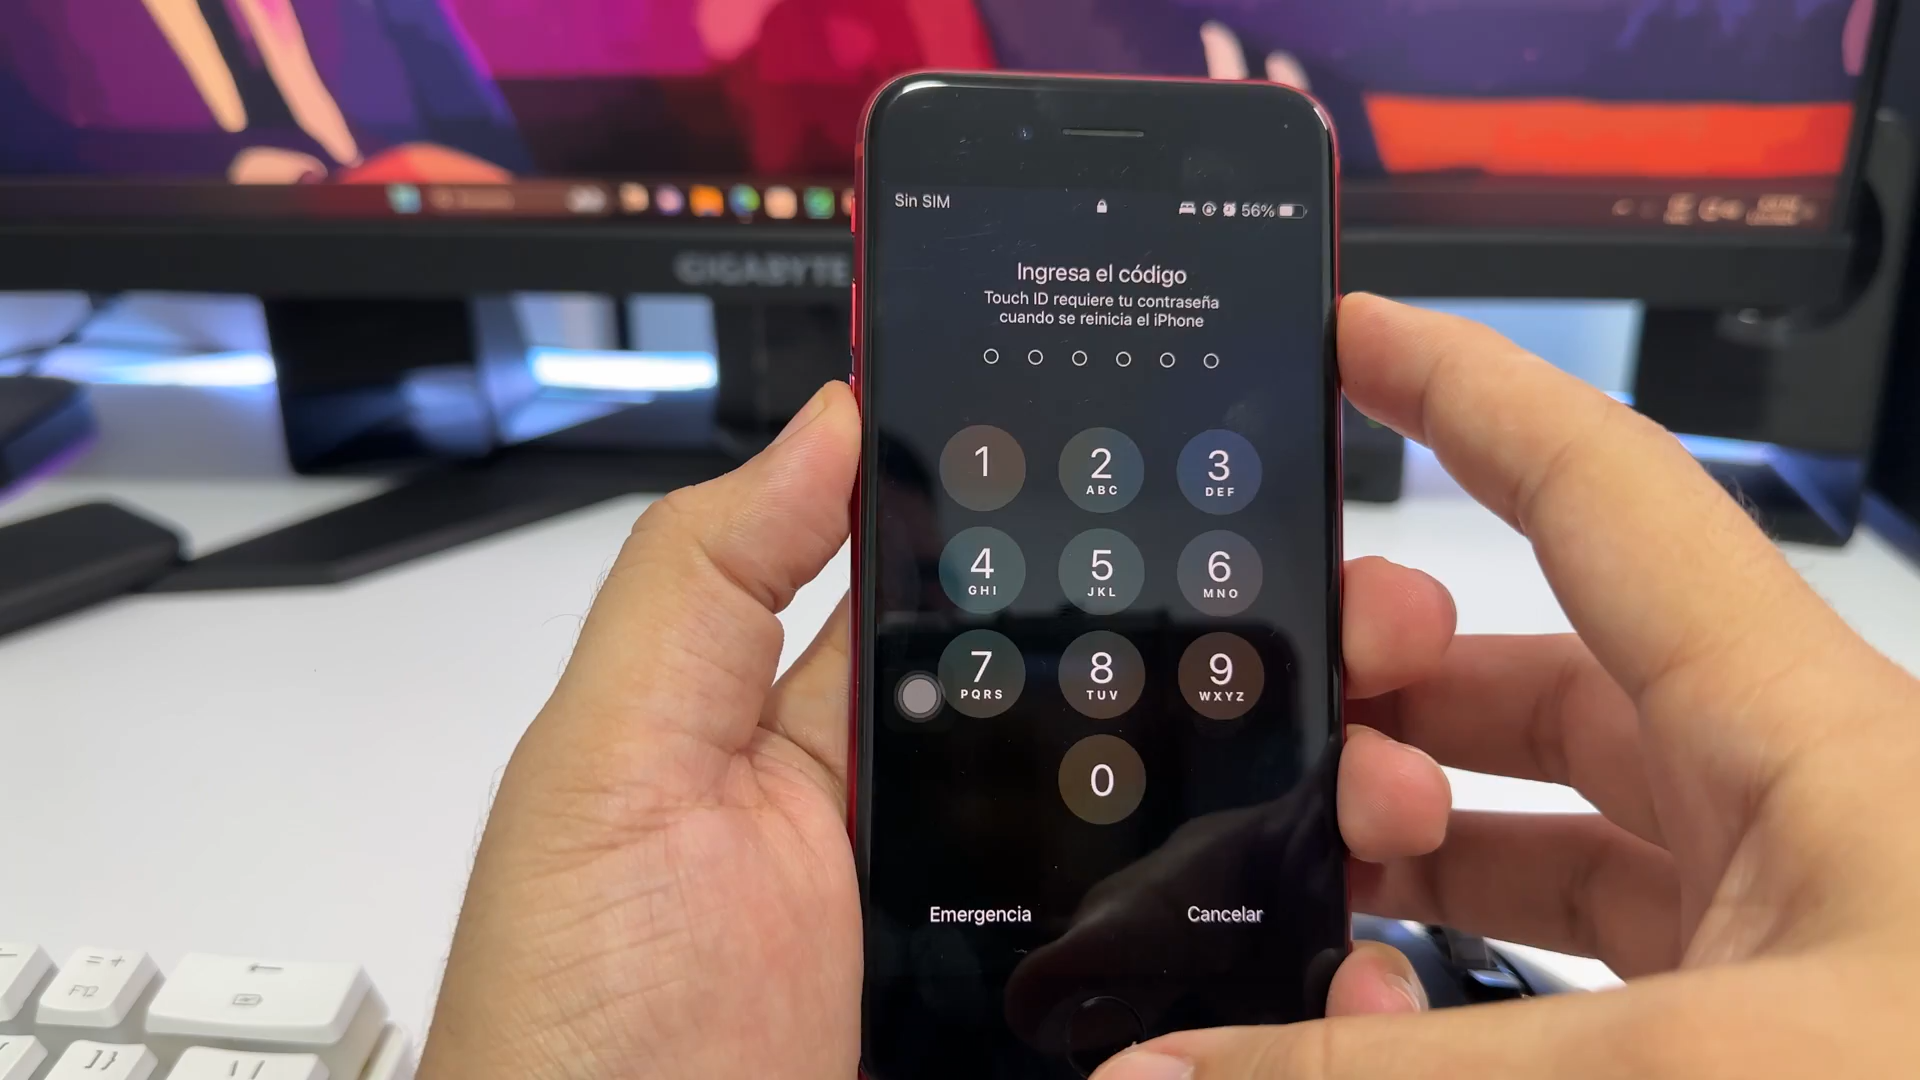 GIGABYTE
Sin SIM
56%
Ingresa el código
Touch ID requiere tu contraseña
cuando se reinicia el iPhone
1
2
ABC
3
DEF
4
GHI
5
JKL
6
MNO
7
PQRS
8
TUV
9
WXYZ
0
Emergencia
Cancelar
= +
F12
] }
\ |